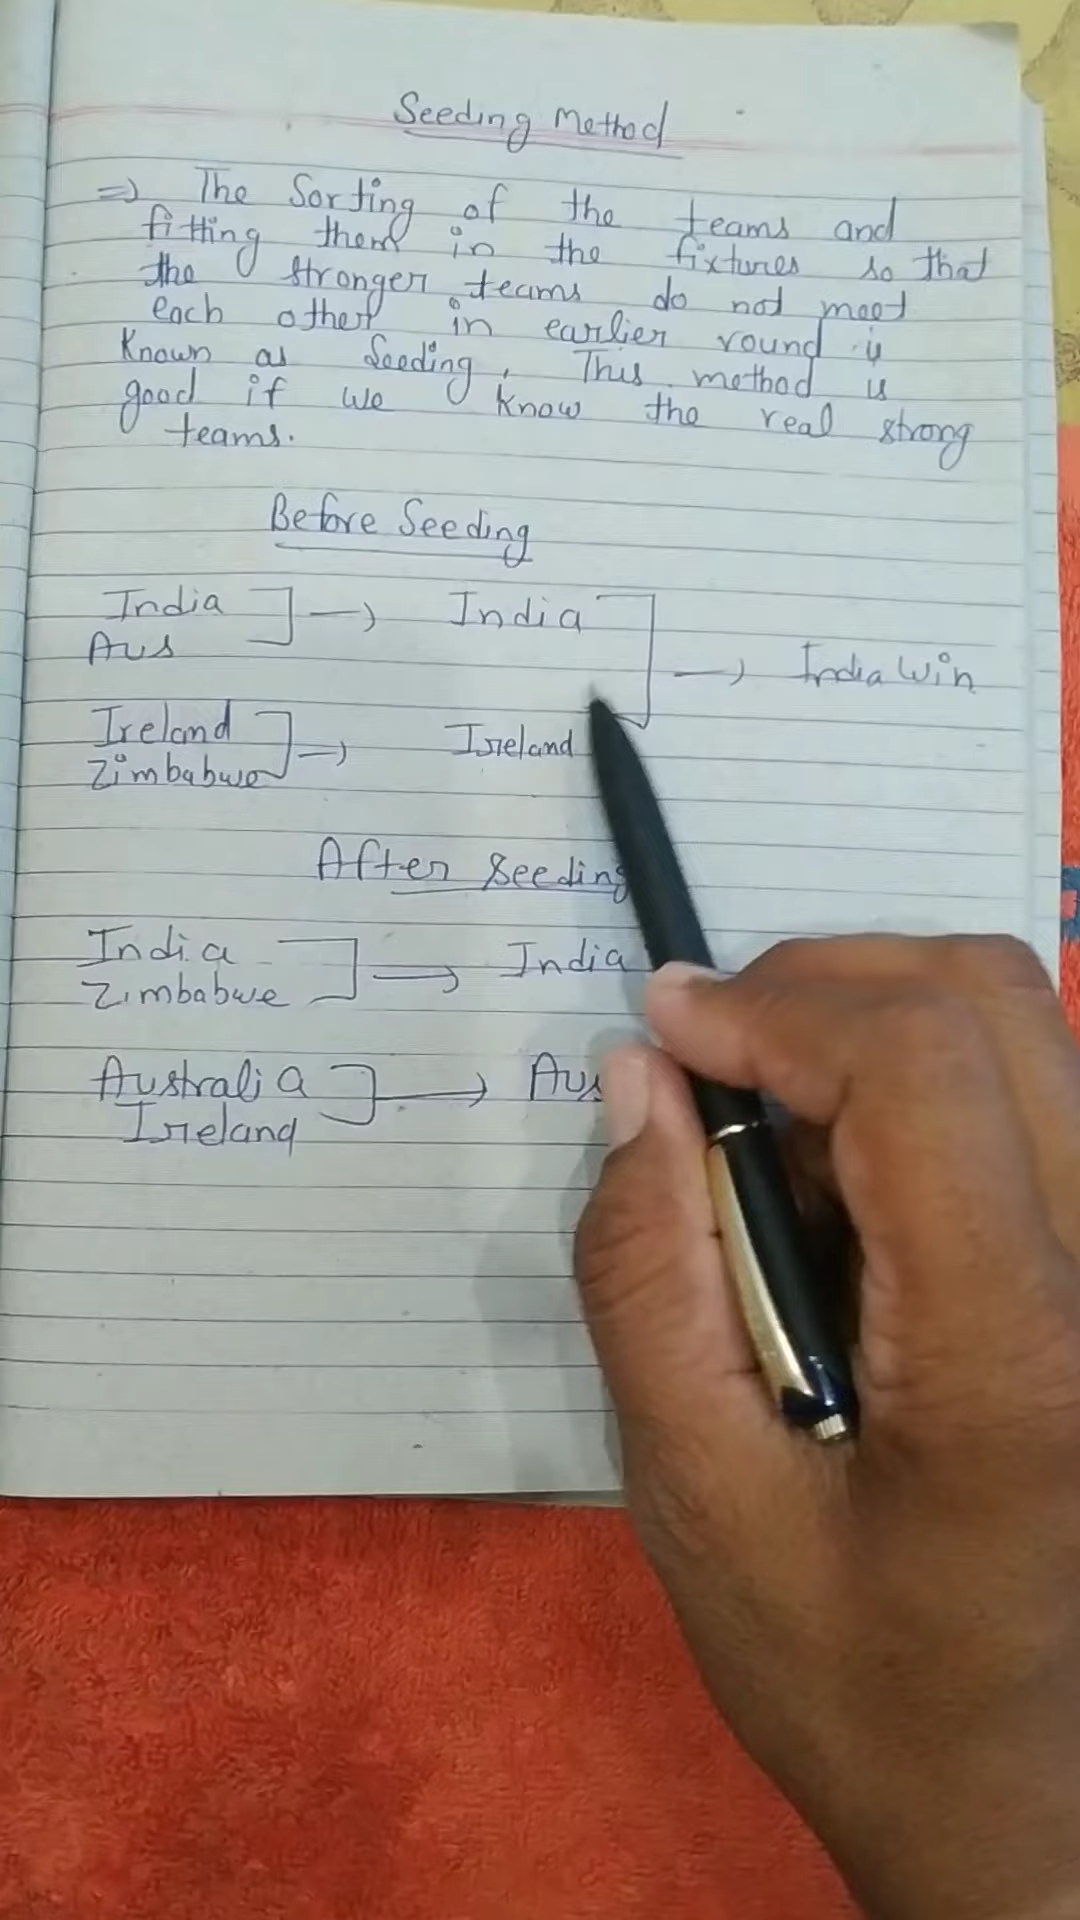 Seeding Method
=> The Sorting of the teams and
fitting them in the fixtures so that
the stronger teams do not meet
each other in earlier round is
Known as Seeding. This method is
good if we know the real strong
teams.
Before Seeding
India → India
Aus
→ India Win
Ireland → Ireland
Zimbabwe
After Seeding
India → India
Zimbabwe
Australia → Aus
Ireland